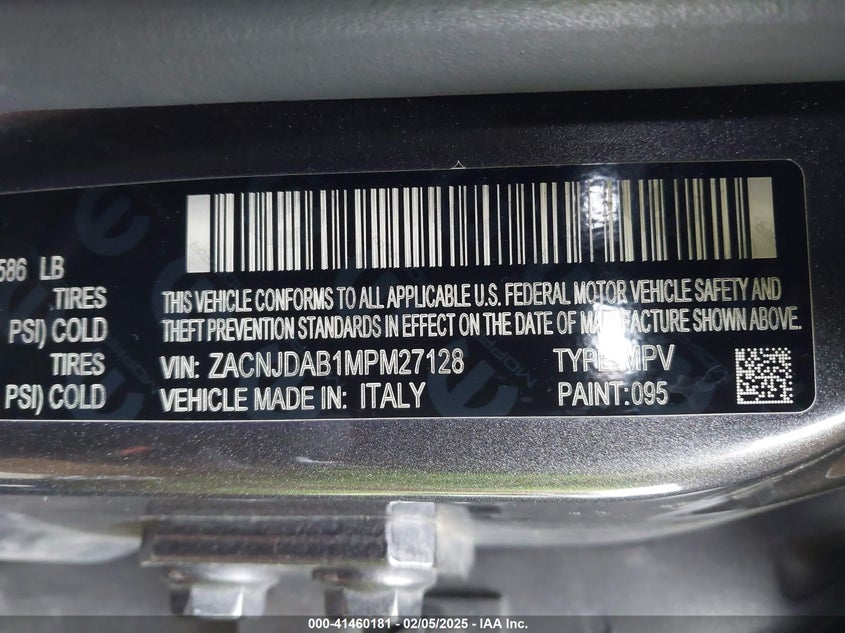 586 LB
TIRES
PSI) COLD
TIRES
PSI) COLD
THIS VEHICLE CONFORMS TO ALL APPLICABLE U.S. FEDERAL MOTOR VEHICLE SAFETY AND
THEFT PREVENTION STANDARDS IN EFFECT ON THE DATE OF MANUFACTURE SHOWN ABOVE.
VIN: ZACNJDAB1MPM27128 TYPE: MPV
VEHICLE MADE IN: ITALY PAINT:095
000-41460181 - 02/05/2025 - IAA Inc.